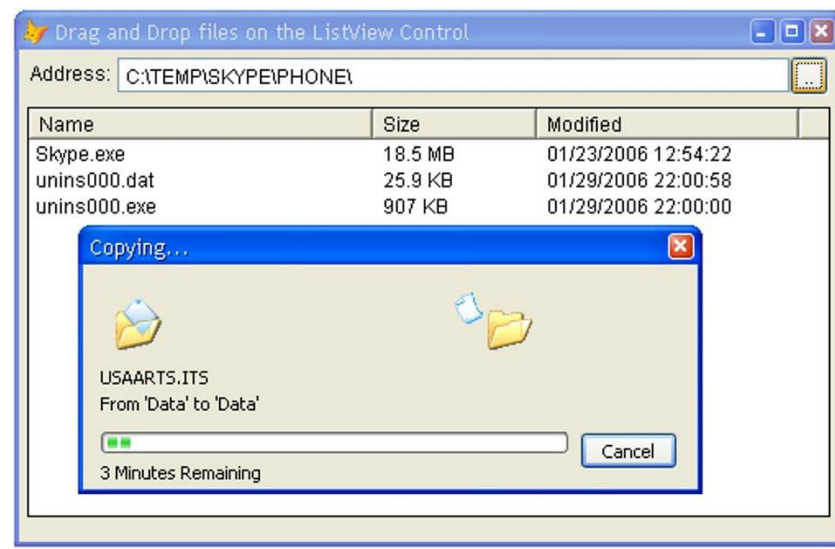 Drag and Drop files on the ListView Control
Address: C:\TEMP\SKYPE\PHONE\ ..
Name Size Modified
Skype.exe 18.5 MB 01/23/2006 12:54:22
unins000.dat 25.9 KB 01/29/2006 22:00:58
unins000.exe 907 KB 01/29/2006 22:00:00
Copying...
USAARTS.ITS
From 'Data' to 'Data'
Cancel
3 Minutes Remaining